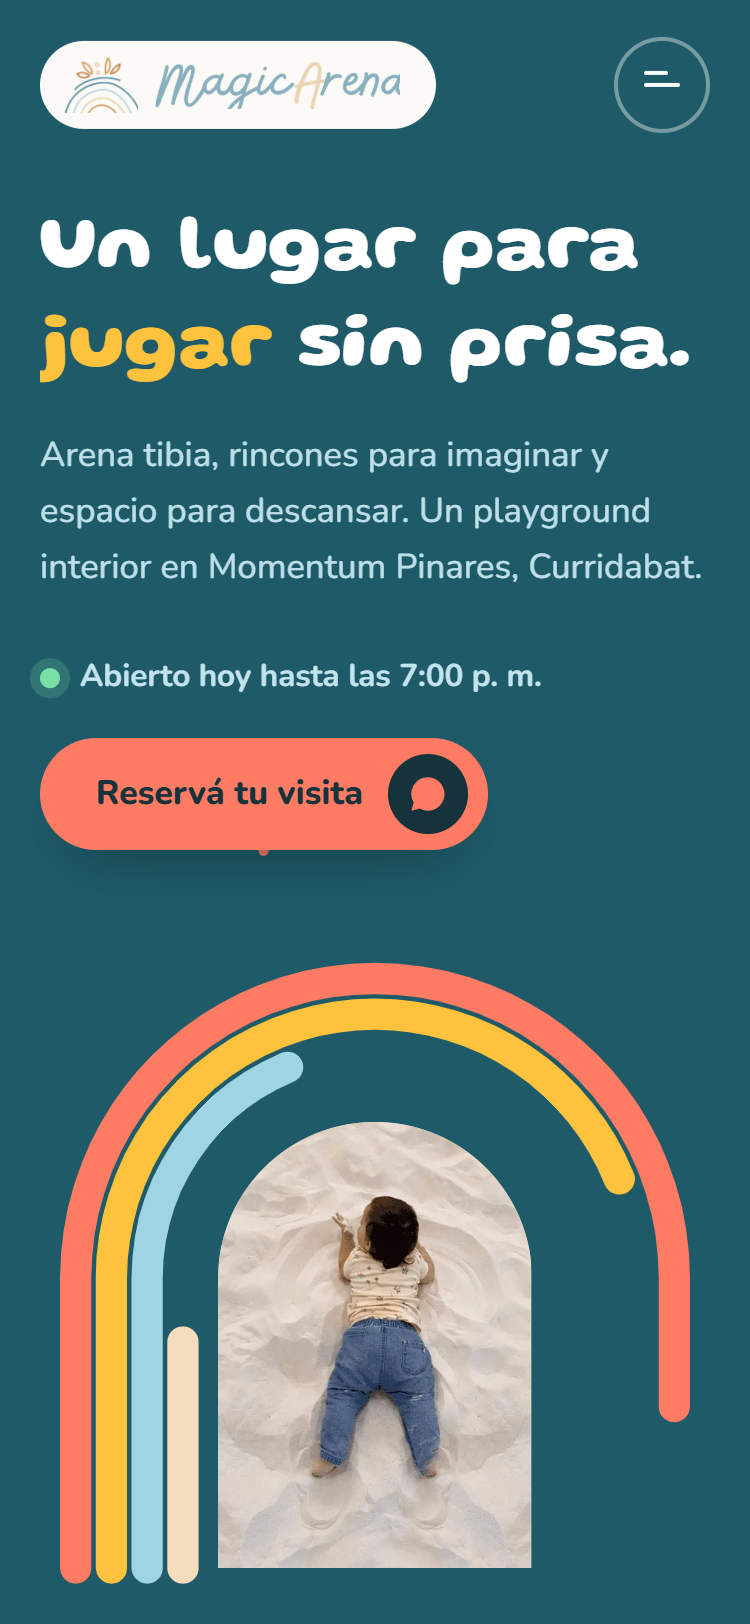 MagicArena
Un lugar para
jugar sin prisa.
Arena tibia, rincones para imaginar y
espacio para descansar. Un playground
interior en Momentum Pinares, Curridabat.
Abierto hoy hasta las 7:00 p. m.
Reservá tu visita